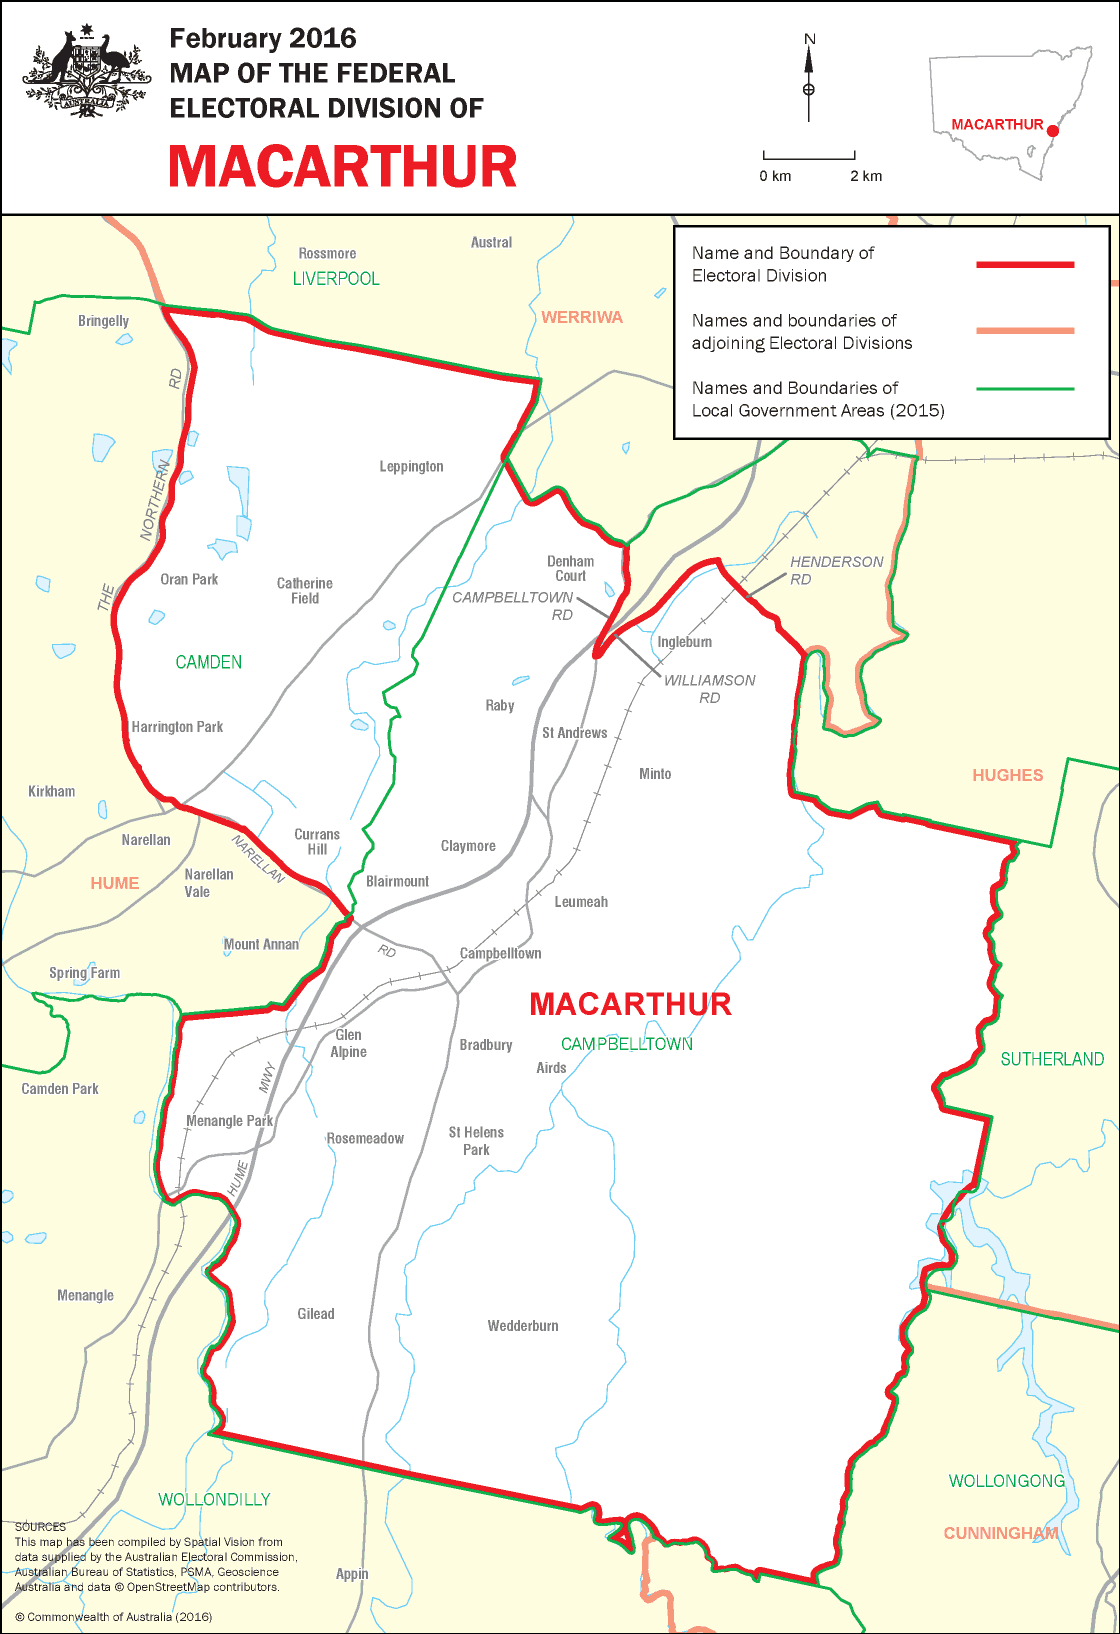 February 2016
MAP OF THE FEDERAL
ELECTORAL DIVISION OF
MACARTHUR
AUSTRALIA
N
0 km 2 km
MACARTHUR
Name and Boundary of
Electoral Division
Names and boundaries of
adjoining Electoral Divisions
Names and Boundaries of
Local Government Areas (2015)
Austral
Rossmore
LIVERPOOL
Bringelly
WERRIWA
RD
NORTHERN
THE
Leppington
Denham
Court
HENDERSON
RD
Oran Park
Catherine
Field
CAMPBELLTOWN
RD
Ingleburn
CAMDEN
WILLIAMSON
RD
Raby
Harrington Park
St Andrews
Minto
HUGHES
Kirkham
Narellan
NARELLAN
Currans
Hill
Claymore
HUME
Narellan
Vale
Blairmount
Leumeah
Mount Annan
RD
Campbelltown
Spring Farm
MACARTHUR
Glen
Alpine
Bradbury
CAMPBELLTOWN
SUTHERLAND
Airds
Camden Park
MWY
Menangle Park
Rosemeadow
St Helens
Park
HUME
Menangle
Gilead
Wedderburn
WOLLONDILLY
WOLLONGONG
CUNNINGHAM
Appin
SOURCES
This map has been compiled by Spatial Vision from
data supplied by the Australian Electoral Commission,
Australian Bureau of Statistics, PSMA, Geoscience
Australia and data © OpenStreetMap contributors.
© Commonwealth of Australia (2016)